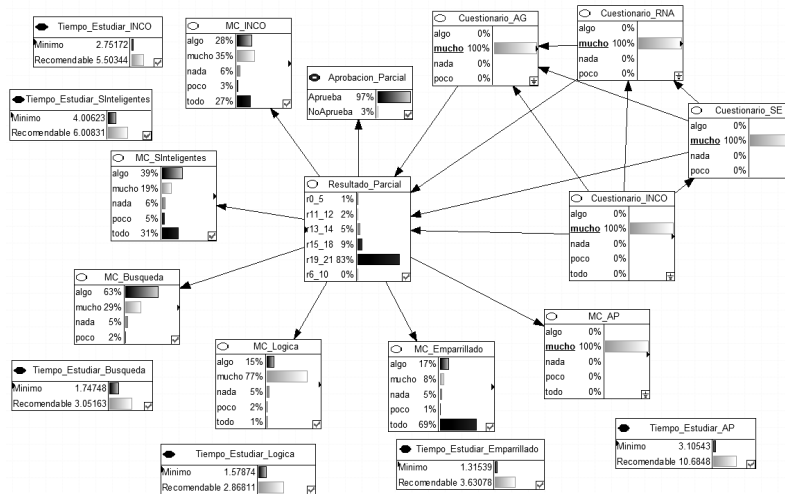 Tiempo_Estudiar_INCO
Minimo 2.75172
Recomendable 5.50344
MC_INCO
algo 28%
mucho 35%
nada 6%
poco 3%
todo 27%
Cuestionario_AG
algo 0%
mucho 100%
nada 0%
poco 0%
Cuestionario_RNA
algo 0%
mucho 100%
nada 0%
poco 0%
Aprobacion_Parcial
Aprueba 97%
NoAprueba 3%
Tiempo_Estudiar_SInteligentes
Minimo 4.00623
Recomendable 6.00831
Cuestionario_SE
algo 0%
mucho 100%
nada 0%
poco 0%
MC_SInteligentes
algo 39%
mucho 19%
nada 6%
poco 5%
todo 31%
Resultado_Parcial
r0_5 1%
r11_12 2%
r13_14 5%
r15_18 9%
r19_21 83%
r6_10 0%
Cuestionario_INCO
algo 0%
mucho 100%
nada 0%
poco 0%
todo 0%
MC_Busqueda
algo 63%
mucho 29%
nada 5%
poco 2%
MC_Logica
algo 15%
mucho 77%
nada 5%
poco 2%
todo 1%
MC_Emparrillado
algo 17%
mucho 8%
nada 5%
poco 1%
todo 69%
MC_AP
algo 0%
mucho 100%
nada 0%
poco 0%
todo 0%
Tiempo_Estudiar_Busqueda
Minimo 1.74748
Recomendable 3.05163
Tiempo_Estudiar_Logica
Minimo 1.57874
Recomendable 2.86811
Tiempo_Estudiar_Emparrillado
Minimo 1.31539
Recomendable 3.63078
Tiempo_Estudiar_AP
Minimo 3.10543
Recomendable 10.6848